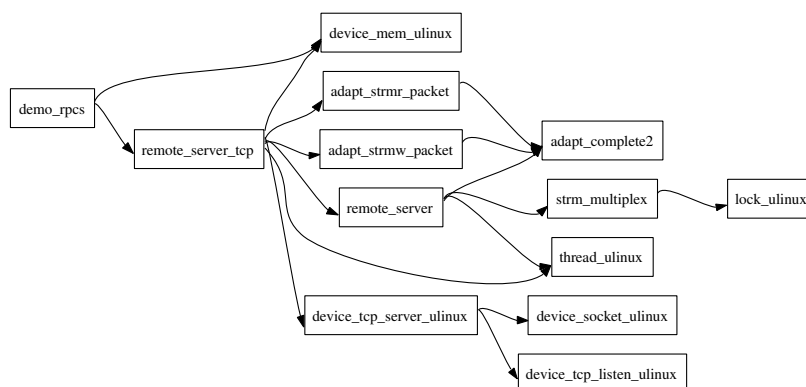 device_mem_ulinux
adapt_strmr_packet
demo_rpcs
adapt_complete2
remote_server_tcp
adapt_strmw_packet
strm_multiplex
lock_ulinux
remote_server
thread_ulinux
device_tcp_server_ulinux
device_socket_ulinux
device_tcp_listen_ulinux